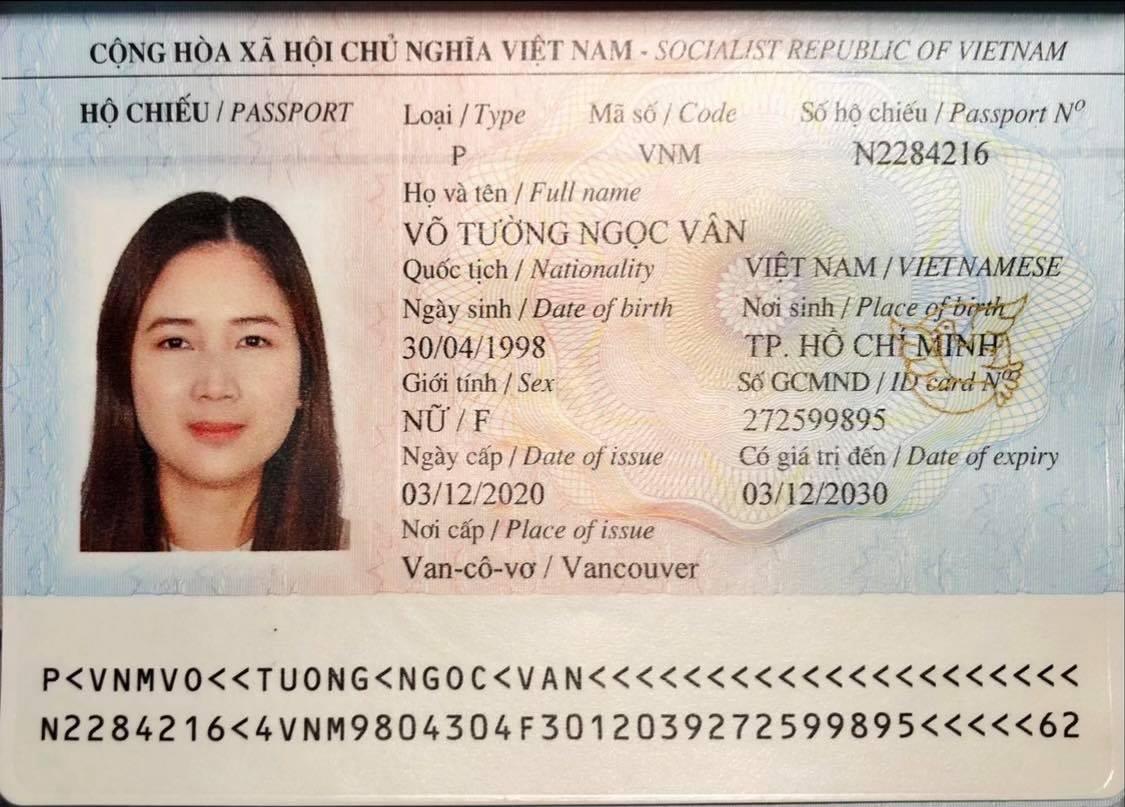 CỘNG HÒA XÃ HỘI CHỦ NGHĨA VIỆT NAM - SOCIALIST REPUBLIC OF VIETNAM
HỘ CHIẾU / PASSPORT
Loại / Type Mã số / Code Số hộ chiếu / Passport Nº
P VNM N2284216
Họ và tên / Full name
VÕ TƯỜNG NGỌC VÂN
Quốc tịch / Nationality VIỆT NAM / VIETNAMESE
Ngày sinh / Date of birth Nơi sinh / Place of birth
30/04/1998 TP. HỒ CHÍ MINH
Giới tính / Sex Số GCMND / ID card Nº
NỮ / F 272599895
Ngày cấp / Date of issue Có giá trị đến / Date of expiry
03/12/2020 03/12/2030
Nơi cấp / Place of issue
Van-cô-vơ / Vancouver
P<VNMVO<<TUONG<NGOC<VAN<<<<<<<<<<<<<<<<<<<<<
N2284216<4VNM9804304F3012039272599895<<<<<62